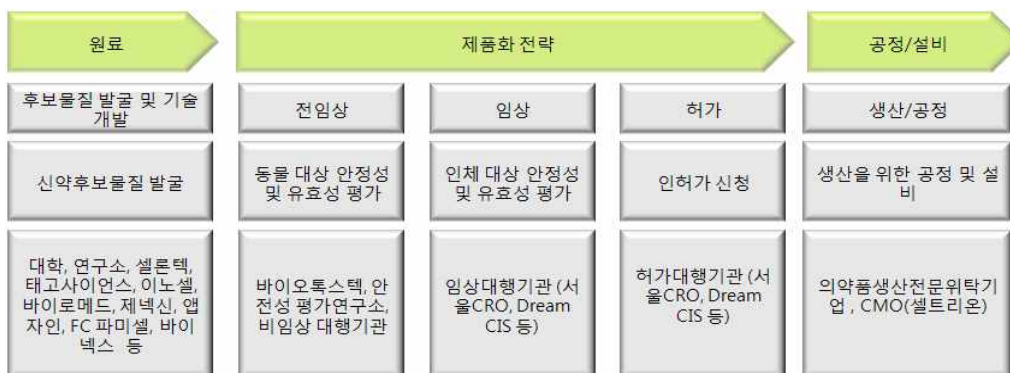 원료
제품화 전략
공정/설비
후보물질 발굴 및 기술
개발
전임상
임상
허가
생산/공정
신약후보물질 발굴
동물 대상 안정성
및 유효성 평가
인체 대상 안정성
및 유효성 평가
인허가 신청
생산을 위한 공정 및 설
비
대학, 연구소, 셀론텍,
태고사이언스, 이노셀,
바이로메드, 제넥신, 앱
자인, FC 파미셀, 바이
넥스 등
바이오톡스텍, 안
전성 평가연구소,
비임상 대행기관
임상대행기관 (서
울CRO, Dream
CIS 등)
허가대행기관 (서
울CRO, Dream
CIS 등)
의약품생산전문위탁기
업 , CMO(셀트리온)